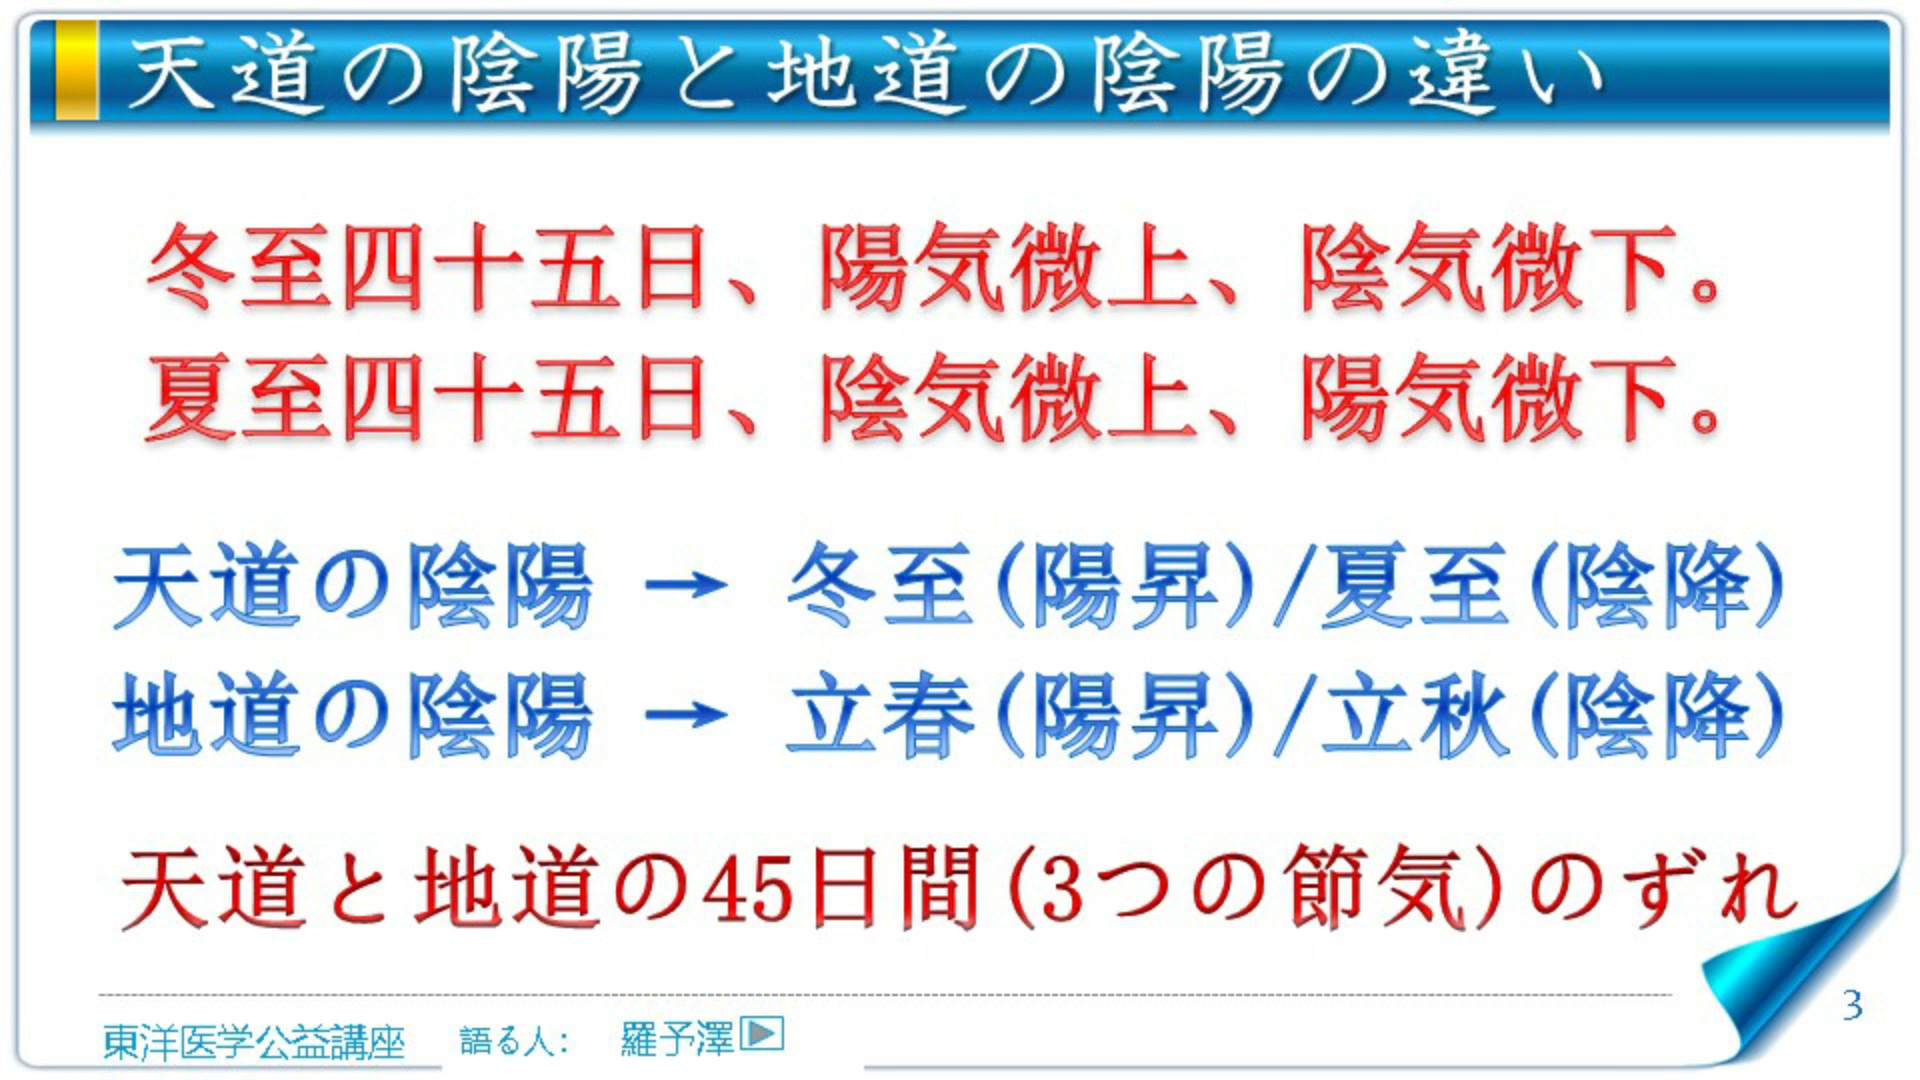 天道の陰陽と地道の陰陽の違い
冬至四十五日、陽気微上、陰気微下。
夏至四十五日、陰気微上、陽気微下。
天道の陰陽 → 冬至(陽昇)/夏至(陰降)
地道の陰陽 → 立春(陽昇)/立秋(陰降)
天道と地道の45日間(3つの節気)のずれ
東洋医学公益講座 語る人: 羅予澤
3